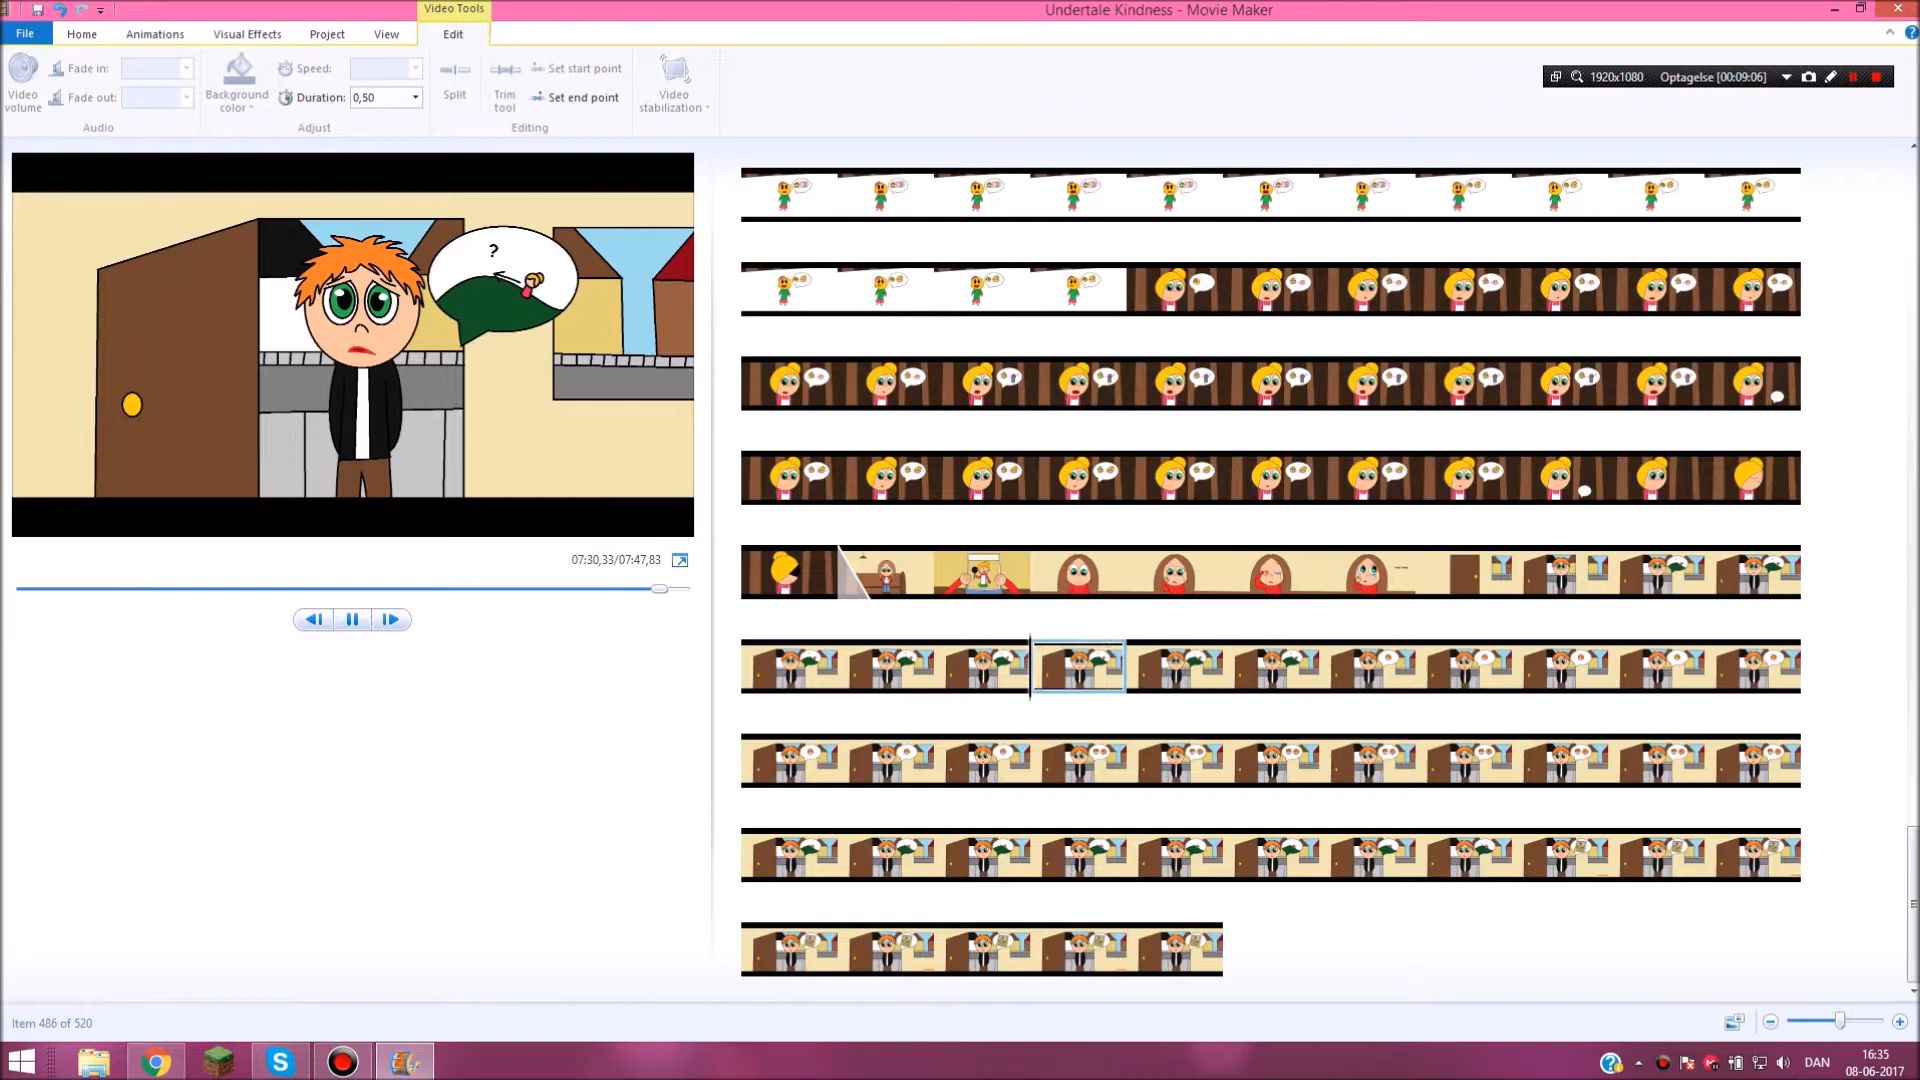 Video Tools
Undertale Kindness - Movie Maker
File
Home
Animations
Visual Effects
Project
View
Edit
Video volume
Fade in:
Fade out:
Audio
Background color
Speed:
Duration: 0,50
Adjust
Split
Trim tool
Set start point
Set end point
Editing
Video stabilization
1920x1080
Optagelse [00:09:06]
?
07:30,33/07:47,83
Item 486 of 520
DAN
16:35
08-06-2017